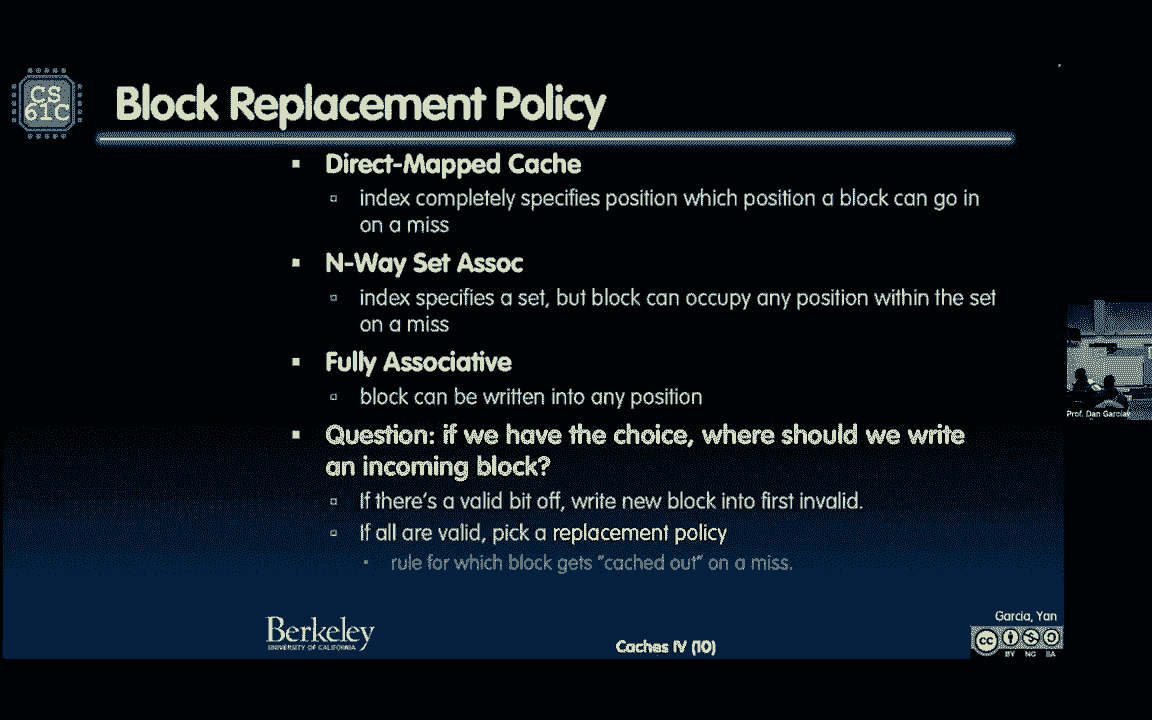 CS
61C
Block Replacement Policy
Direct-Mapped Cache
index completely specifies position which position a block can go in
on a miss
N-Way Set Assoc
index specifies a set, but block can occupy any position within the set
on a miss
Fully Associative
block can be written into any position
Question: if we have the choice, where should we write
an incoming block?
If there's a valid bit off, write new block into first invalid.
If all are valid, pick a replacement policy
rule for which block gets "cached out" on a miss.
Prof. Dan Garcia
Berkeley
UNIVERSITY OF CALIFORNIA
Caches IV (10)
Garcia, Yan
cc
BY NC SA